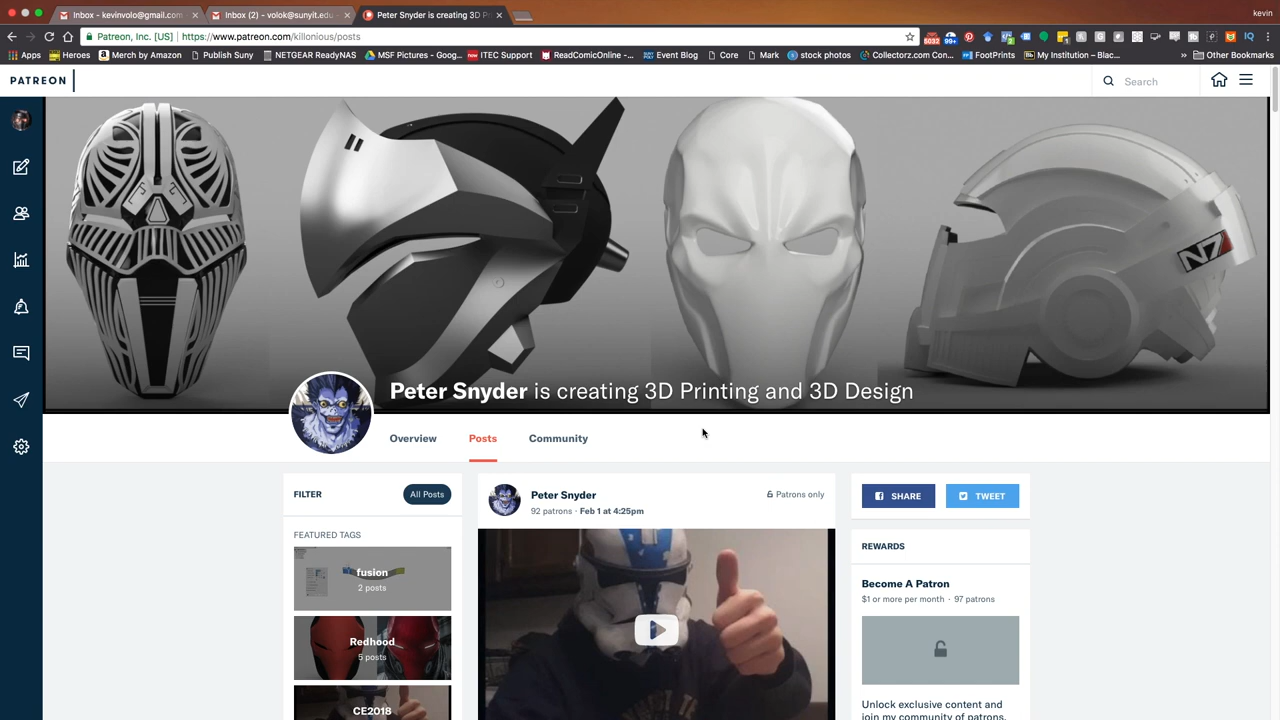 Inbox - kevinvolo@gmail.com
Inbox (2) - volok@sunyit.edu
Peter Snyder is creating 3D P
kevin
Patreon, Inc. [US] | https://www.patreon.com/killonious/posts
5032 99+
Apps Heroes Merch by Amazon Publish Suny NETGEAR ReadyNAS MSF Pictures - Goog... ITEC Support ReadComicOnline -... Event Blog Core Mark stock photos Collectorz.com Con... FootPrints My Institution – Blac... » Other Bookmarks
PATREON
Search
N7
Peter Snyder is creating 3D Printing and 3D Design
Overview Posts Community
FILTER
All Posts
FEATURED TAGS
fusion
2 posts
Redhood
5 posts
CE2018
Peter Snyder
Patrons only
92 patrons · Feb 1 at 4:25pm
SHARE
TWEET
REWARDS
Become A Patron
$1 or more per month · 97 patrons
Unlock exclusive content and
join my community of patrons.